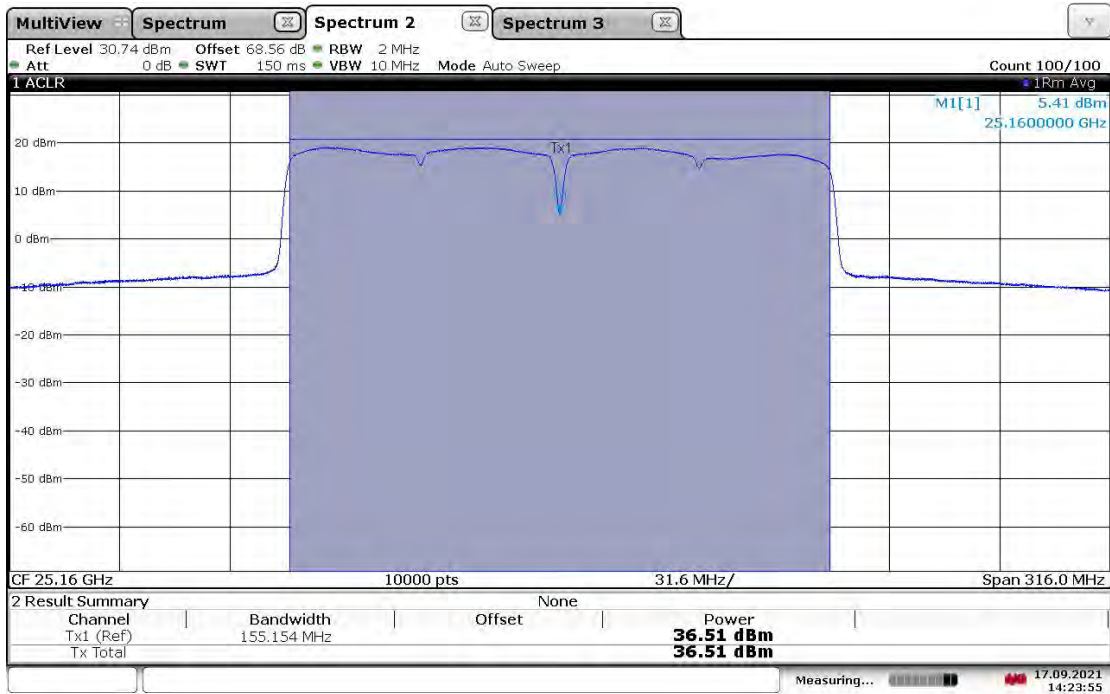 MultiView Spectrum Spectrum 2 Spectrum 3
Ref Level 30.74 dBm Offset 68.56 dB RBW 2 MHz
Att 0 dB SWT 150 ms VBW 10 MHz Mode Auto Sweep Count 100/100
1 ACLR 1Rm Avg
M1[1] 5.41 dBm
25.1600000 GHz
20 dBm
Tx1
10 dBm
0 dBm
-10 dBm
-20 dBm
-30 dBm
-40 dBm
-50 dBm
-60 dBm
CF 25.16 GHz 10000 pts 31.6 MHz/ Span 316.0 MHz
2 Result Summary None
Channel Bandwidth Offset Power
Tx1 (Ref) 155.154 MHz 36.51 dBm
Tx Total 36.51 dBm
Measuring... 17.09.2021
14:23:55